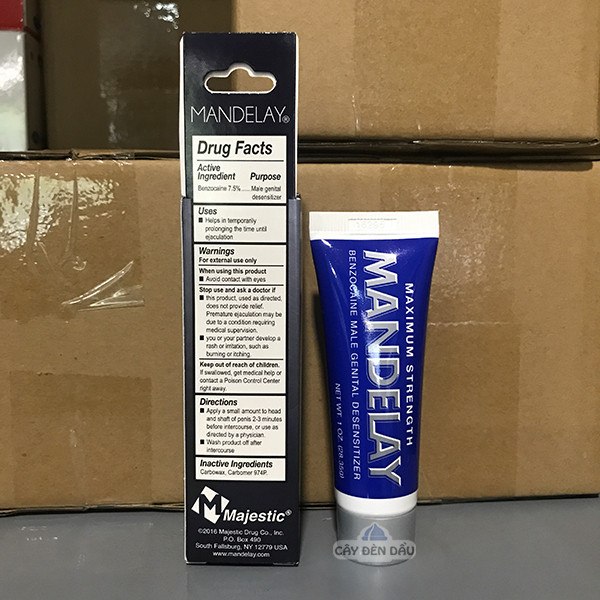 MANDELAY®
Drug Facts
Active
Ingredient Purpose
Benzocaine 7.5% ..... Male genital
desensitizer
Uses
■ Helps in temporarily
prolonging the time until
ejaculation
Warnings
For external use only
When using this product
■ Avoid contact with eyes
Stop use and ask a doctor if
■ this product, used as directed,
does not provide relief.
Premature ejaculation may be
due to a condition requiring
medical supervision.
■ you or your partner develop a
rash or irritation, such as
burning or itching.
Keep out of reach of children.
If swallowed, get medical help or
contact a Poison Control Center
right away.
Directions
■ Apply a small amount to head
and shaft of penis 2-3 minutes
before intercourse, or use as
directed by a physician.
■ Wash product off after
intercourse
Inactive Ingredients
Carbowax, Carbomer 974P.
Majestic®
©2016 Majestic Drug Co., Inc.
P.O. Box 490
South Fallsburg, NY 12779 USA
www.mandelay.com
MAXIMUM STRENGTH
MANDELAY
BENZOCAINE MALE GENITAL DESENSITIZER
NET WT. 1 OZ. (28.35G)
CÂY ĐÈN DẦU